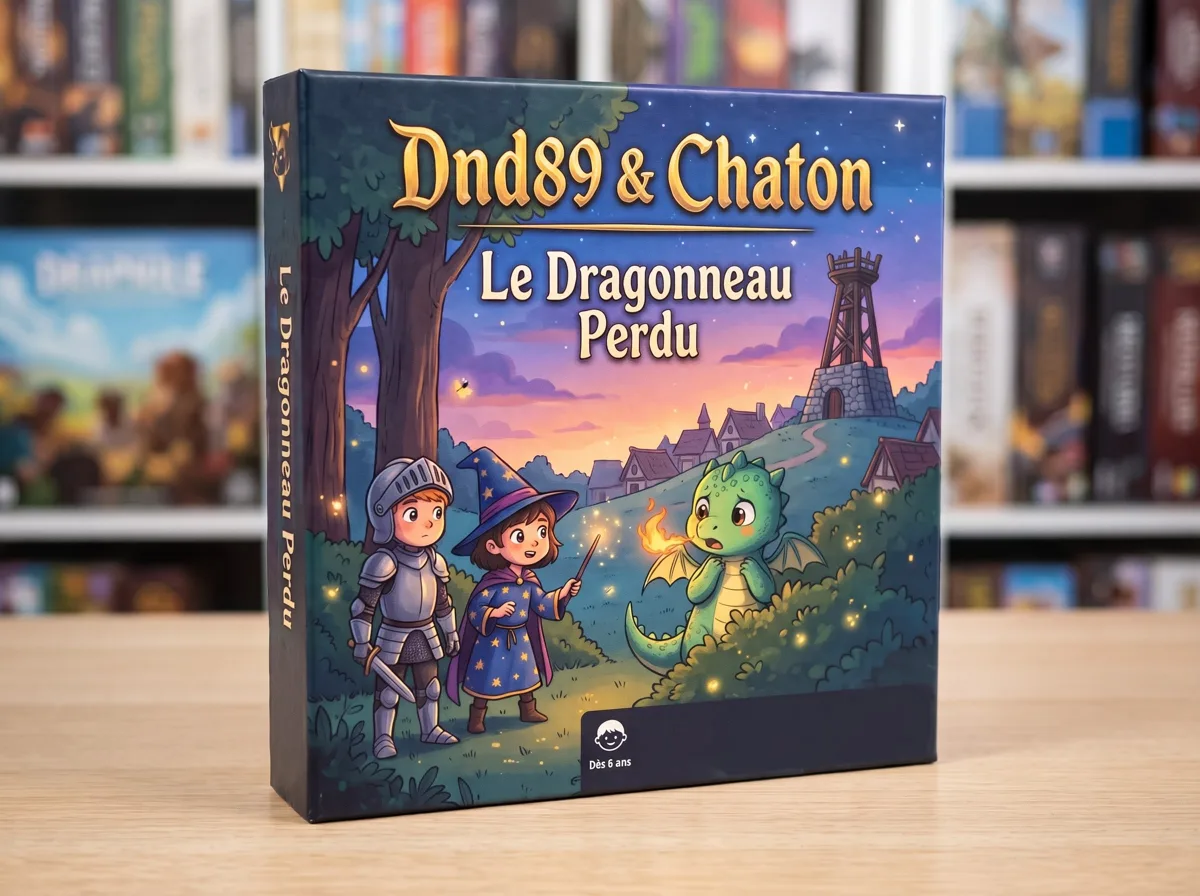 Dnd89 & Chaton
Le Dragonneau
Perdu
Le Dragonneau Perdu
Dès 6 ans